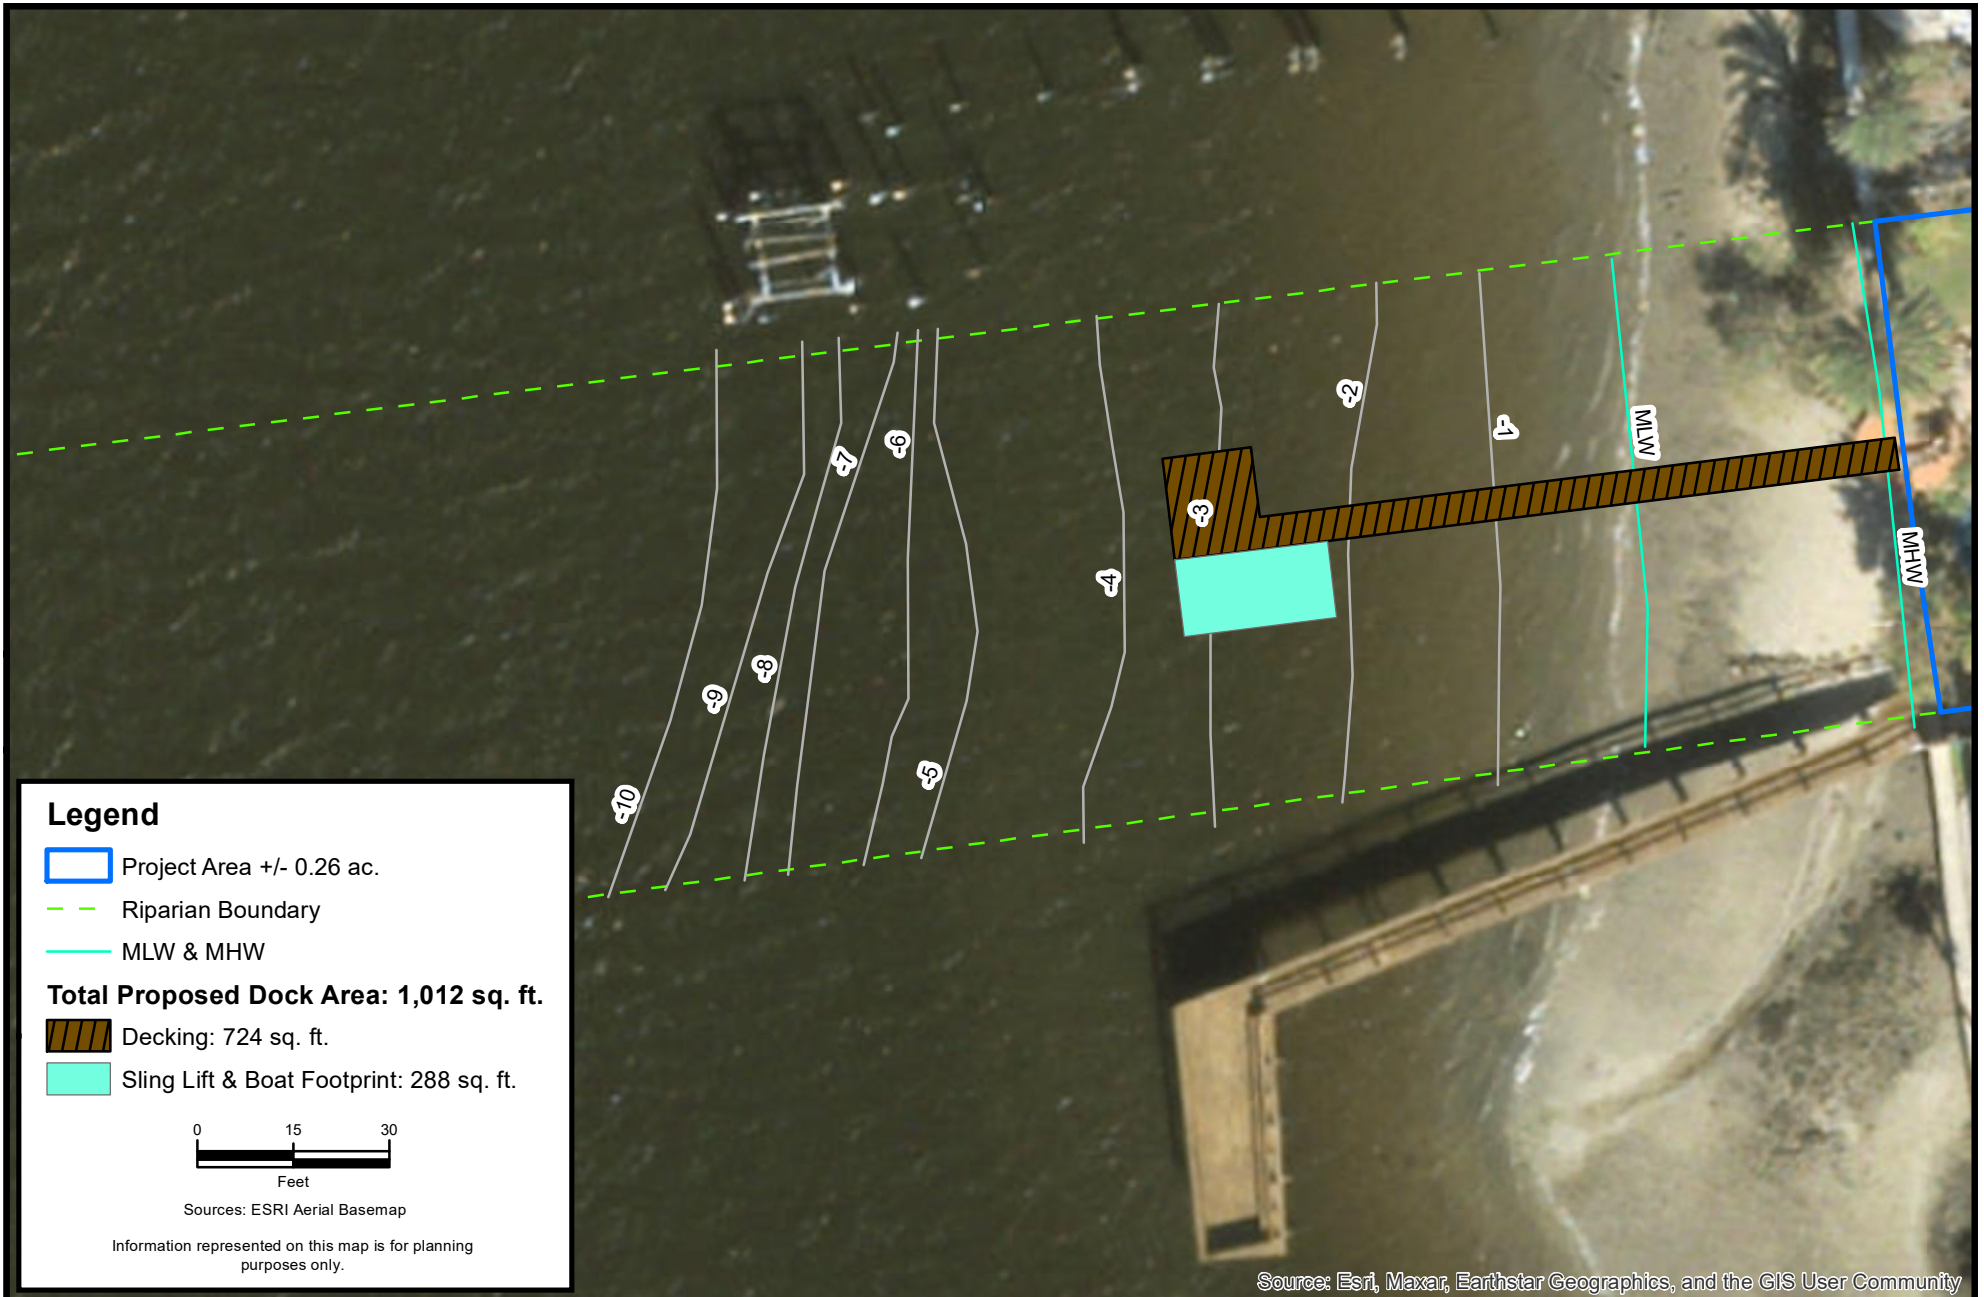 -10
-9
-8
-7
-6
-5
-4
-3
-2
-1
MLW
MHW
Legend
Project Area +/- 0.26 ac.
Riparian Boundary
MLW & MHW
Total Proposed Dock Area: 1,012 sq. ft.
Decking: 724 sq. ft.
Sling Lift & Boat Footprint: 288 sq. ft.
0 15 30
Feet
Sources: ESRI Aerial Basemap
Information represented on this map is for planning
purposes only.
Source: Esri, Maxar, Earthstar Geographics, and the GIS User Community